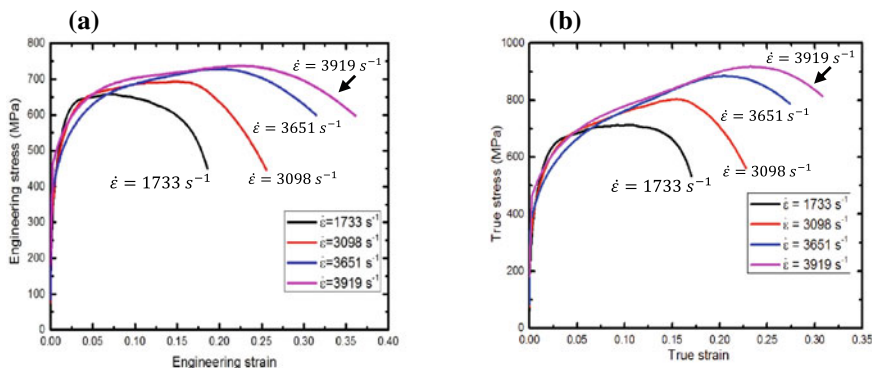 (a)
800
700
600
500
400
300
200
100
0
Engineering stress (MPa)
ε̇ = 3919 s⁻¹
ε̇ = 3651 s⁻¹
ε̇ = 1733 s⁻¹
ε̇ = 3098 s⁻¹
ε̇=1733 s⁻¹
ε̇=3098 s⁻¹
ε̇=3651 s⁻¹
ε̇=3919 s⁻¹
0.00 0.05 0.10 0.15 0.20 0.25 0.30 0.35 0.40
Engineering strain
(b)
1000
800
600
400
200
0
True stress (MPa)
ε̇ = 3919 s⁻¹
ε̇ = 3651 s⁻¹
ε̇ = 3098 s⁻¹
ε̇ = 1733 s⁻¹
ε̇ = 1733 s⁻¹
ε̇ = 3098 s⁻¹
ε̇ = 3651 s⁻¹
ε̇ = 3919 s⁻¹
0.00 0.05 0.10 0.15 0.20 0.25 0.30 0.35
True strain